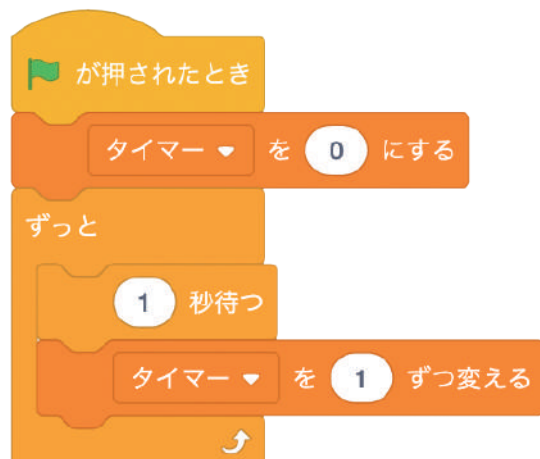 が押されたとき
タイマー を 0 にする
ずっと
1 秒待つ
タイマー を 1 ずつ変える